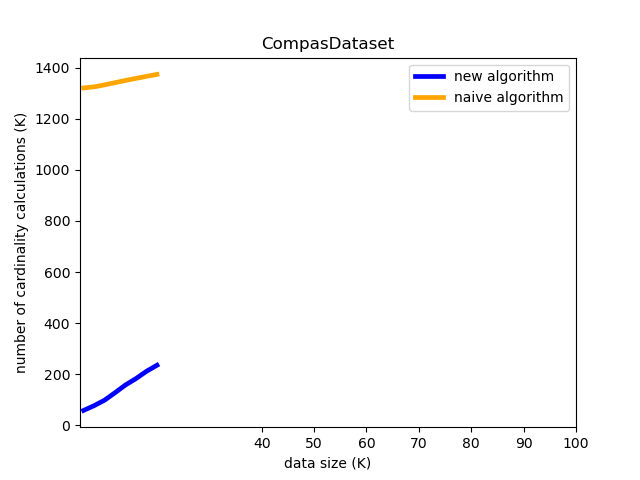 CompasDataset
new algorithm
naive algorithm
number of cardinality calculations (K)
1400
1200
1000
800
600
400
200
0
40 50 60 70 80 90 100
data size (K)